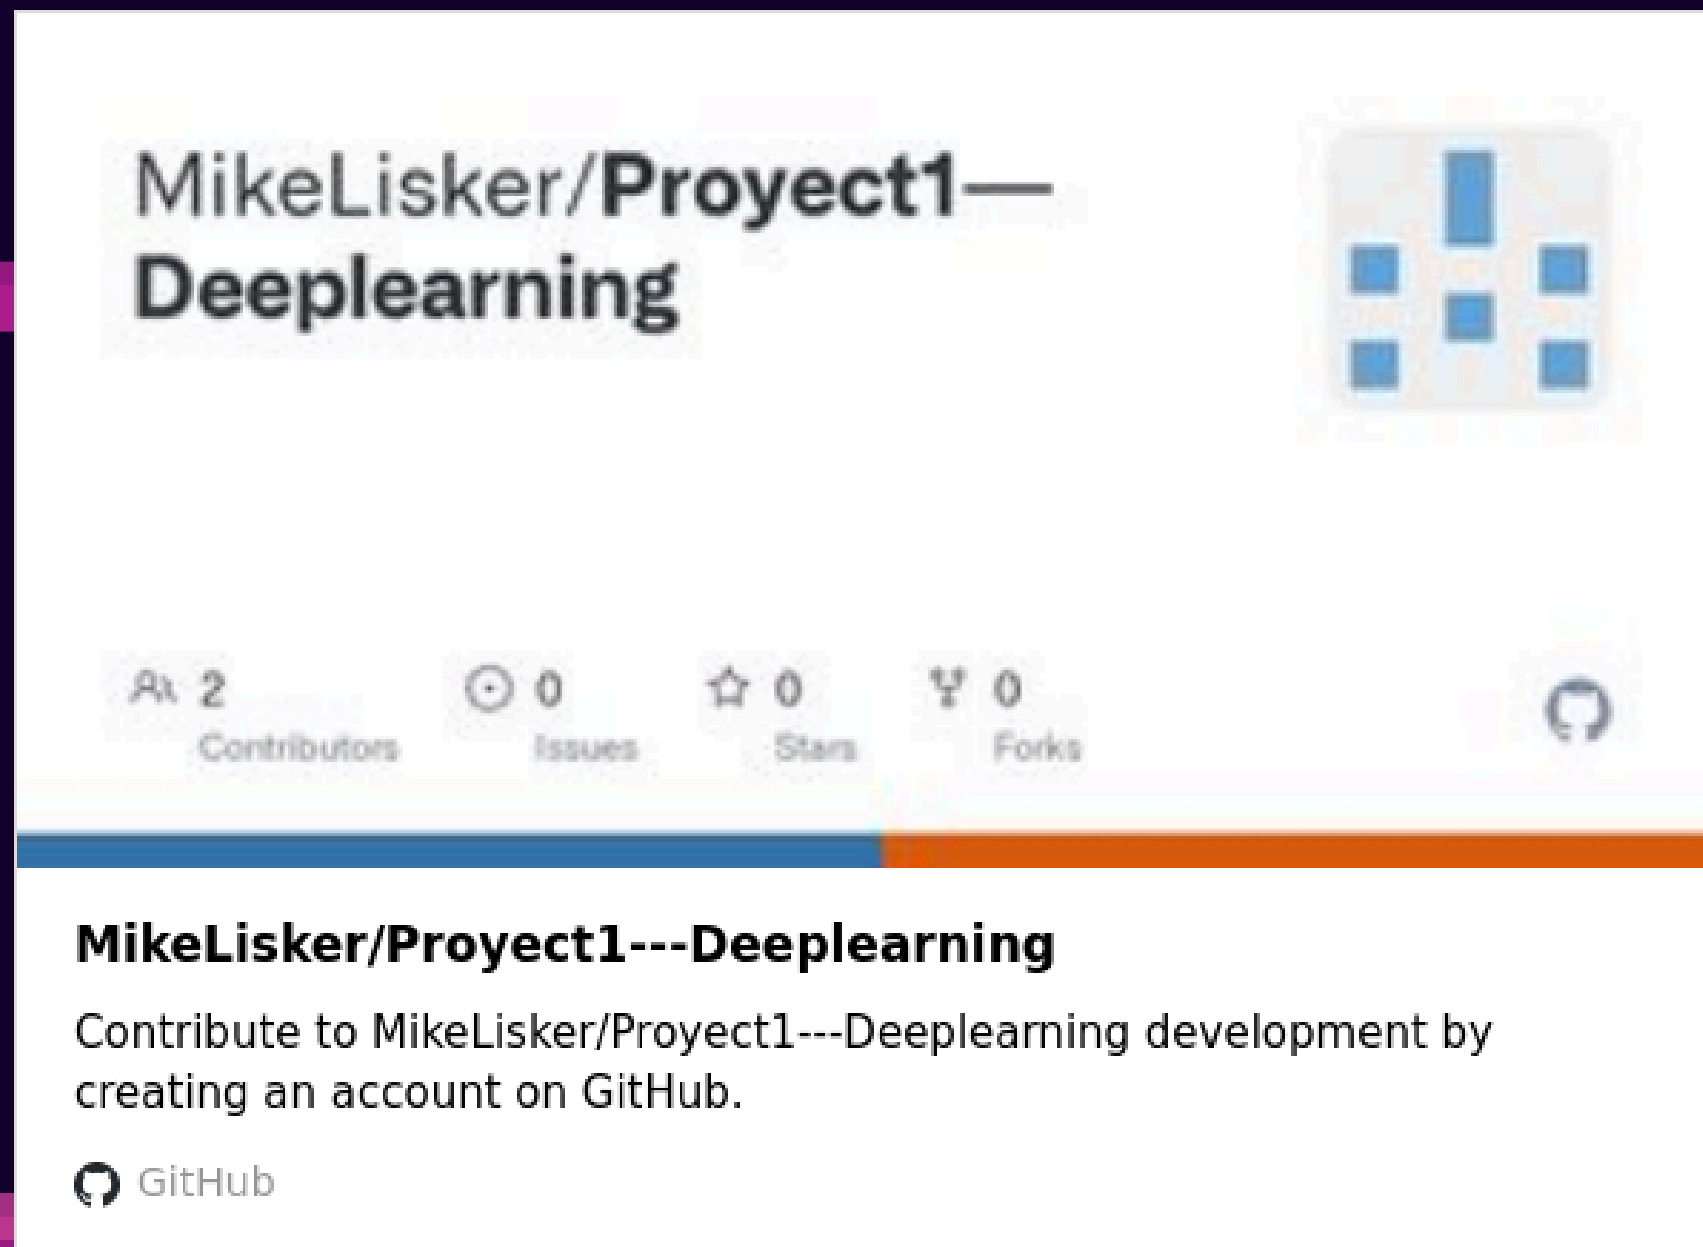 MikeLisker/Proyect1—
Deeplearning
2 0 0 0
Contributors Issues Stars Forks
MikeLisker/Proyect1---Deeplearning
Contribute to MikeLisker/Proyect1---Deeplearning development by
creating an account on GitHub.
GitHub